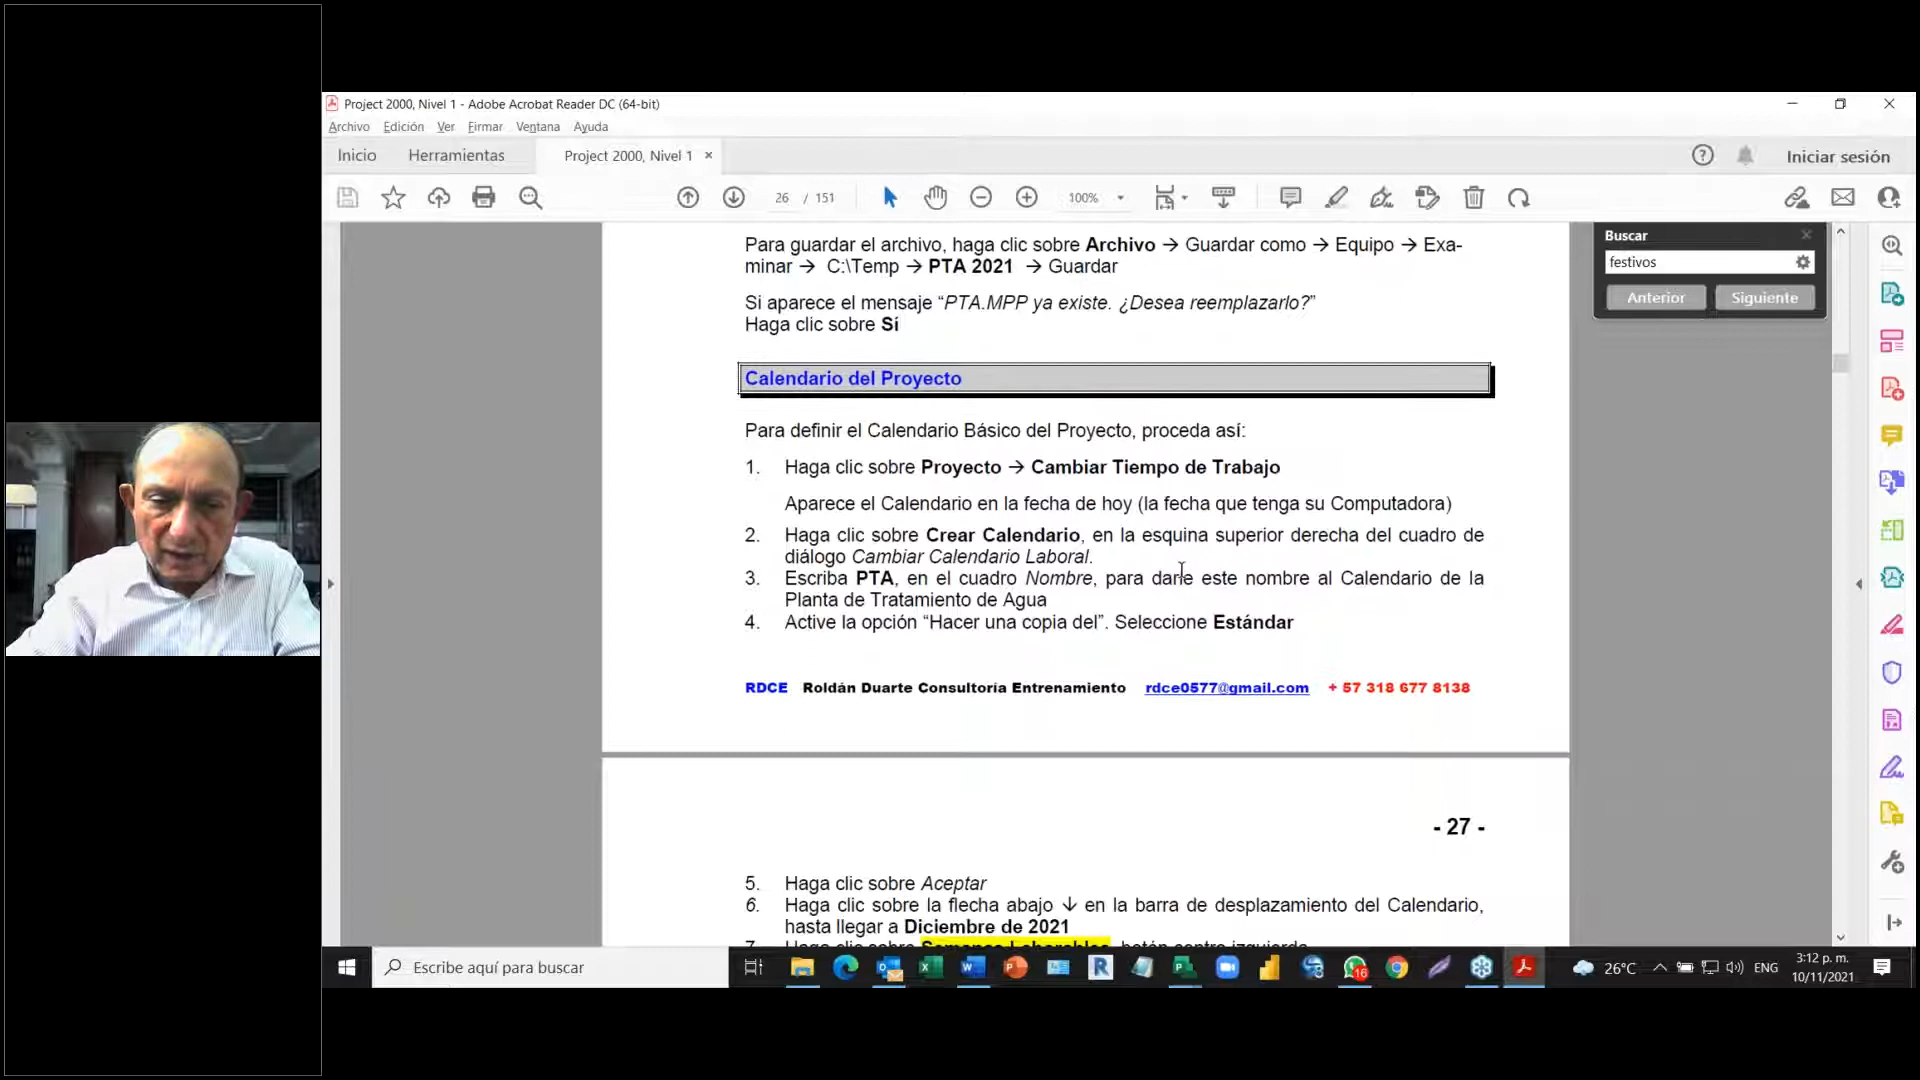 Project 2000, Nivel 1 - Adobe Acrobat Reader DC (64-bit)
Archivo Edición Ver Firmar Ventana Ayuda
Inicio Herramientas Project 2000, Nivel 1 × Iniciar sesión
26 / 151 100%
Para guardar el archivo, haga clic sobre Archivo → Guardar como → Equipo → Exa-
minar → C:\Temp → PTA 2021 → Guardar
Si aparece el mensaje “PTA.MPP ya existe. ¿Desea reemplazarlo?”
Haga clic sobre Sí
Calendario del Proyecto
Para definir el Calendario Básico del Proyecto, proceda así:
1. Haga clic sobre Proyecto → Cambiar Tiempo de Trabajo
Aparece el Calendario en la fecha de hoy (la fecha que tenga su Computadora)
2. Haga clic sobre Crear Calendario, en la esquina superior derecha del cuadro de
diálogo Cambiar Calendario Laboral.
3. Escriba PTA, en el cuadro Nombre, para darle este nombre al Calendario de la
Planta de Tratamiento de Agua
4. Active la opción “Hacer una copia del”. Seleccione Estándar
RDCE Roldán Duarte Consultoría Entrenamiento rdce0577@gmail.com + 57 318 677 8138
- 27 -
5. Haga clic sobre Aceptar
6. Haga clic sobre la flecha abajo ↓ en la barra de desplazamiento del Calendario,
hasta llegar a Diciembre de 2021
7. Haga clic sobre Semanas Laborables, botón centro izquierda
Buscar
festivos
Anterior Siguiente
Escribe aquí para buscar
16
26°C ENG
3:12 p. m.
10/11/2021